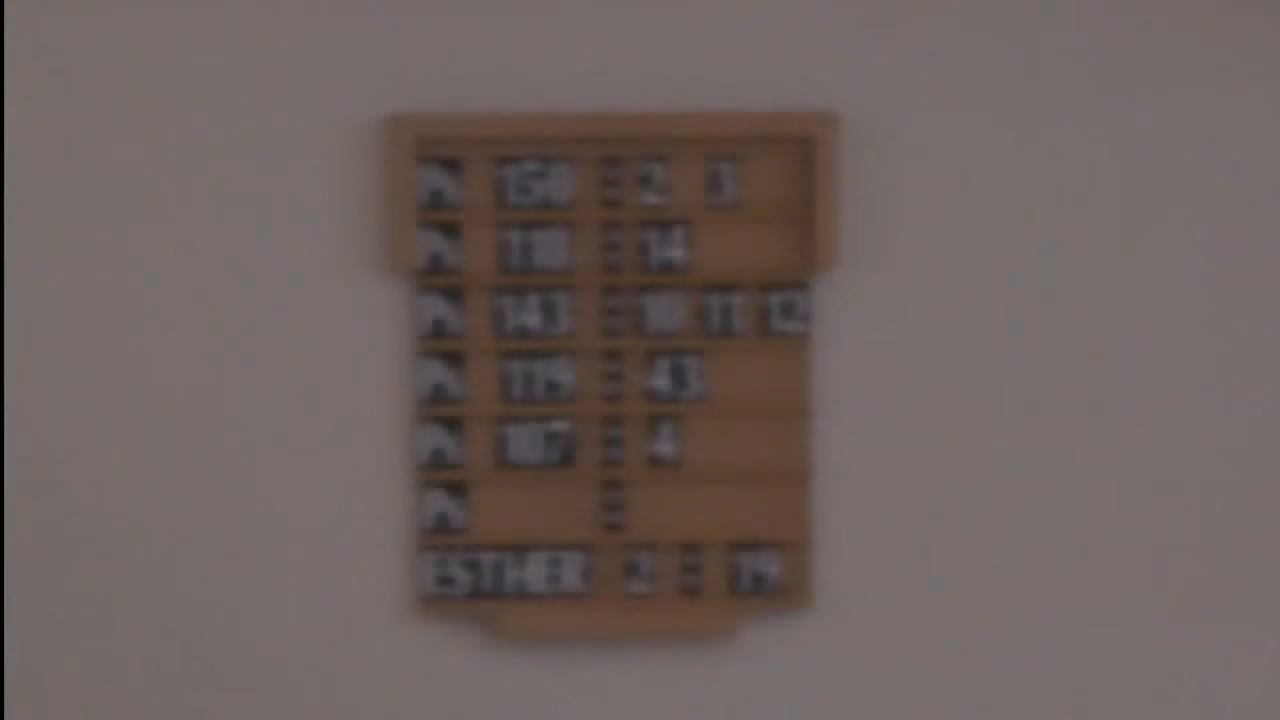 Ps 150 : 2 3
Ps 118 : 14
Ps 143 : 10 11 12
Ps 119 : 43
Ps 107 : 4
Ps :
ESTHER 2 : 19